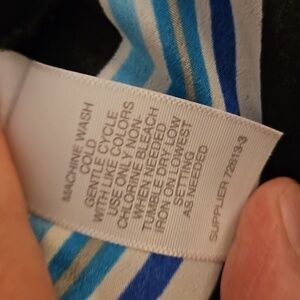 MACHINE WASH
COLD
GENTLE CYCLE
WITH LIKE COLORS
USE ONLY NON-
CHLORINE BLEACH
WHEN NEEDED
TUMBLE DRY LOW
IRON ON LOWEST
SETTING
AS NEEDED
SUPPLIER 72613-3